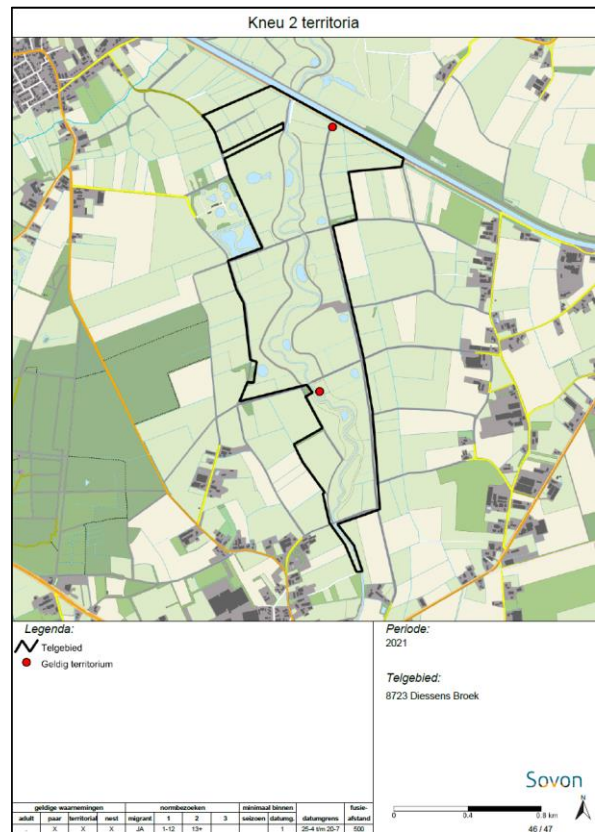 Kneu 2 territoria
Legenda:
Telgebied
Geldig territorium
Periode:
2021
Telgebied:
8723 Diessens Broek
Sovon
geldige waarnemingen normbezoeken minimaal binnen fusie-
adult paar territoriaal nest migrant 1 2 3 seizoen datumg. datumgrens afstand
. X X X JA 1-12 13+ 1 25-4 t/m 20-7 500
0 0.4 0.8 km
N
46 / 47